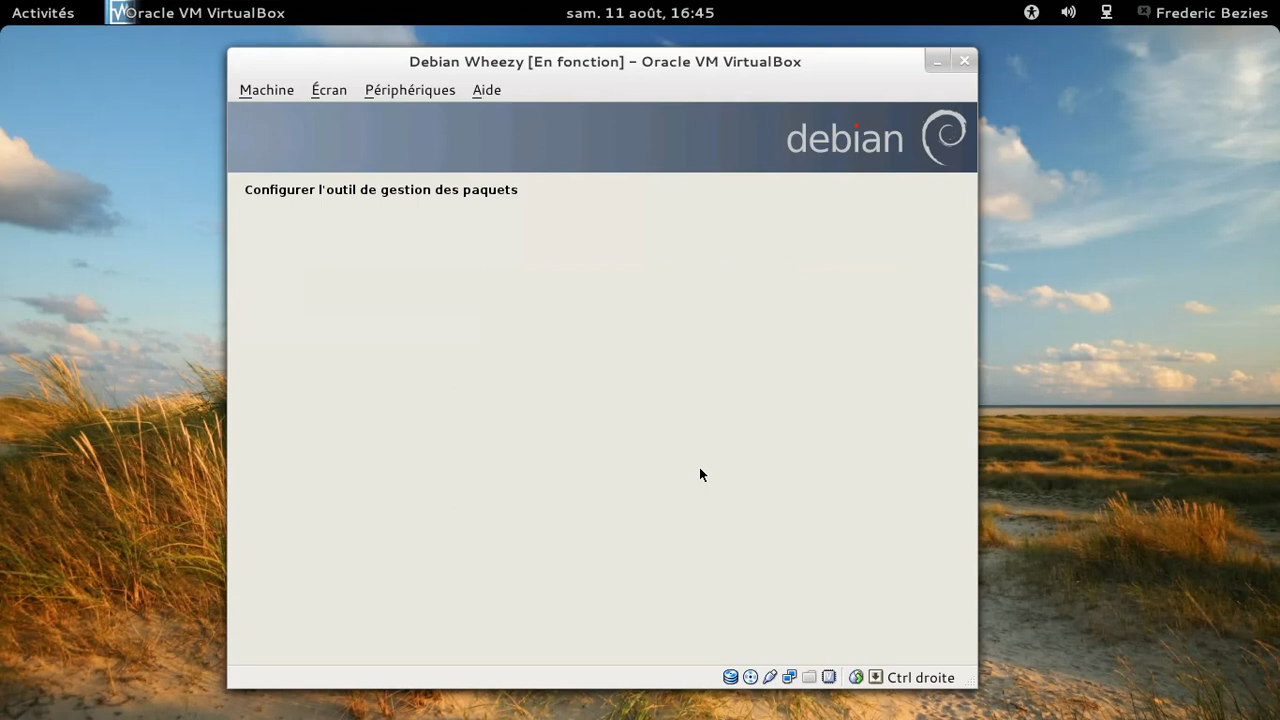 Activités
Oracle VM VirtualBox
sam. 11 août, 16:45
Frederic Bezies
Debian Wheezy [En fonction] – Oracle VM VirtualBox
Machine Écran Périphériques Aide
debian
Configurer l'outil de gestion des paquets
Ctrl droite